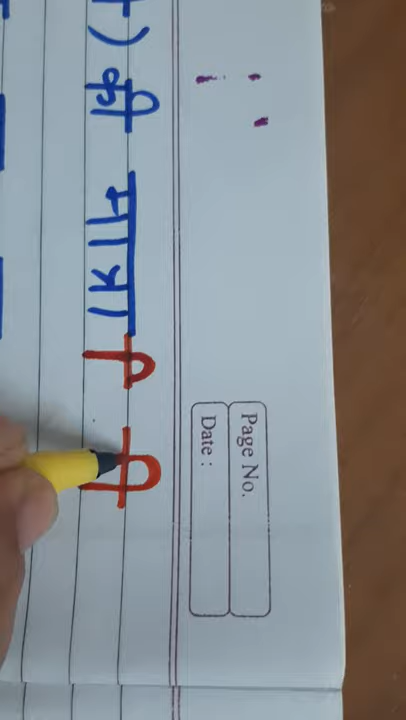 ) की मात्रा ि ी
Page No.
Date :